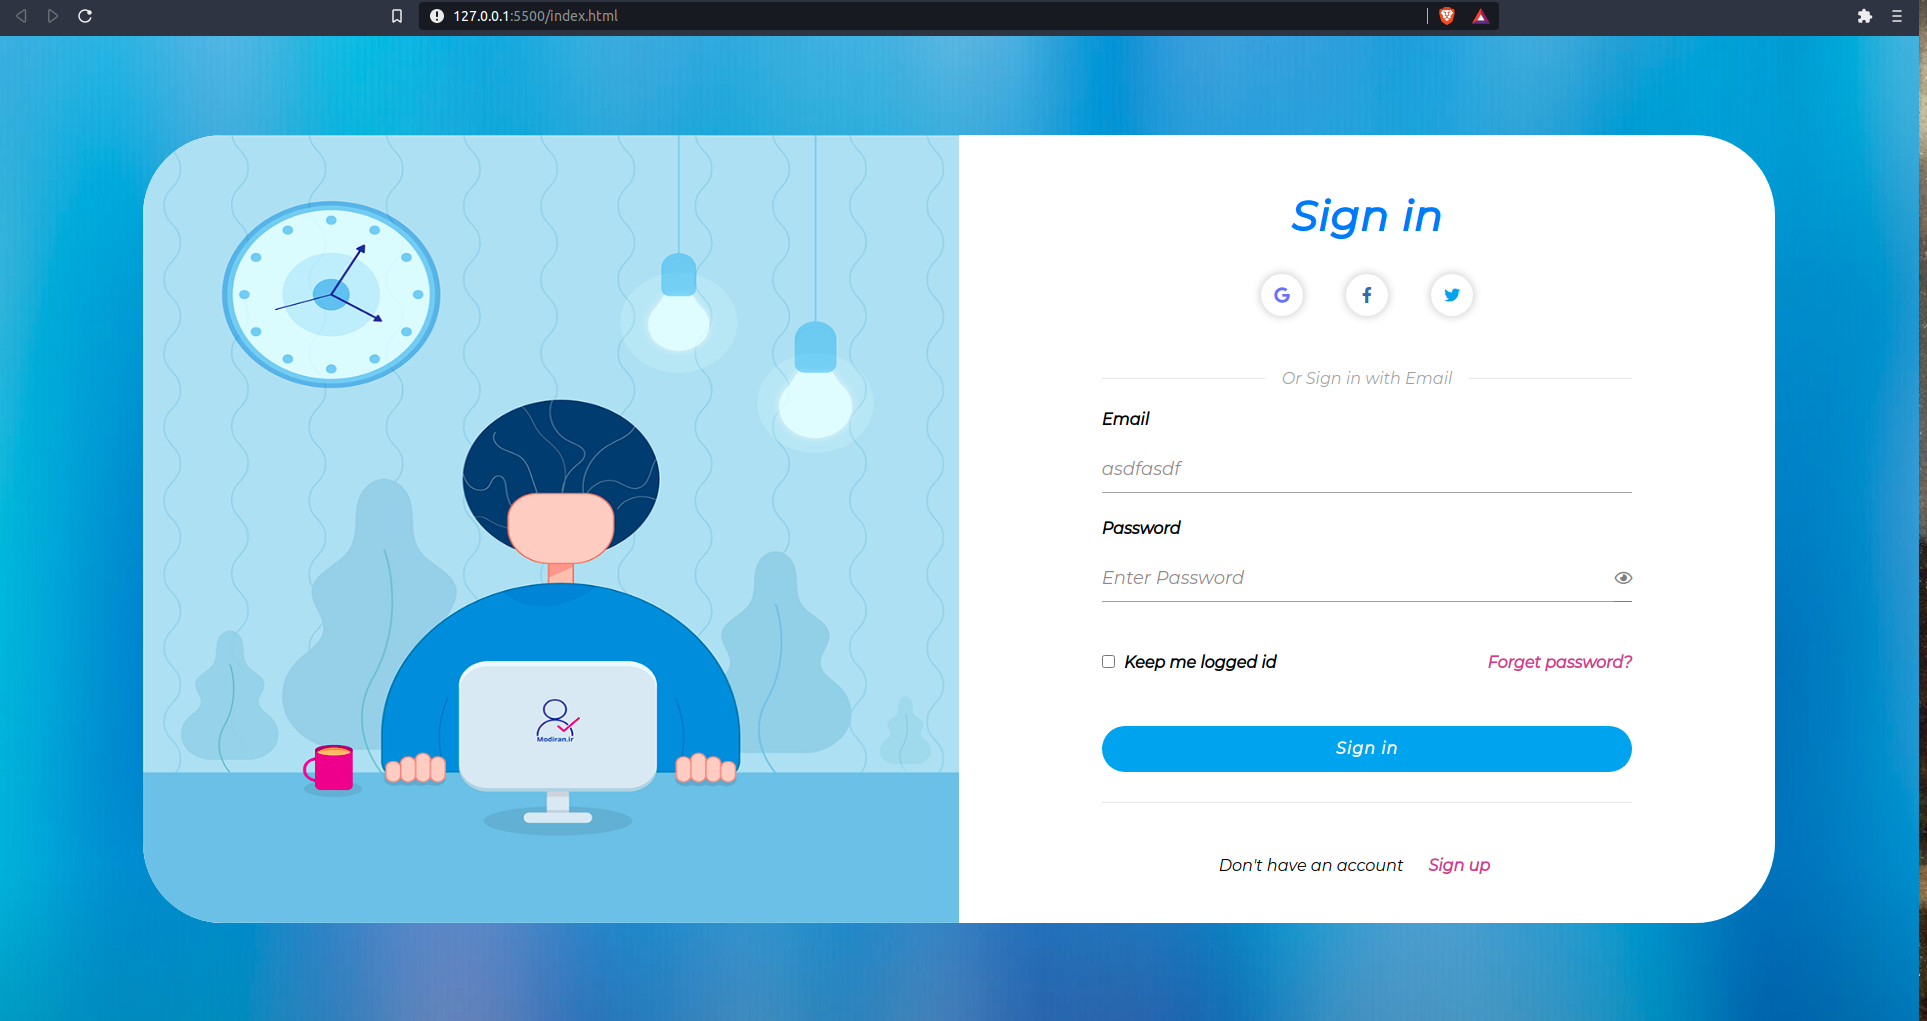 127.0.0.1:5500/index.html
Sign in
Or Sign in with Email
Email
asdfasdf
Password
Enter Password
Keep me logged id
Forget password?
Modiran.ir
Sign in
Don't have an account Sign up